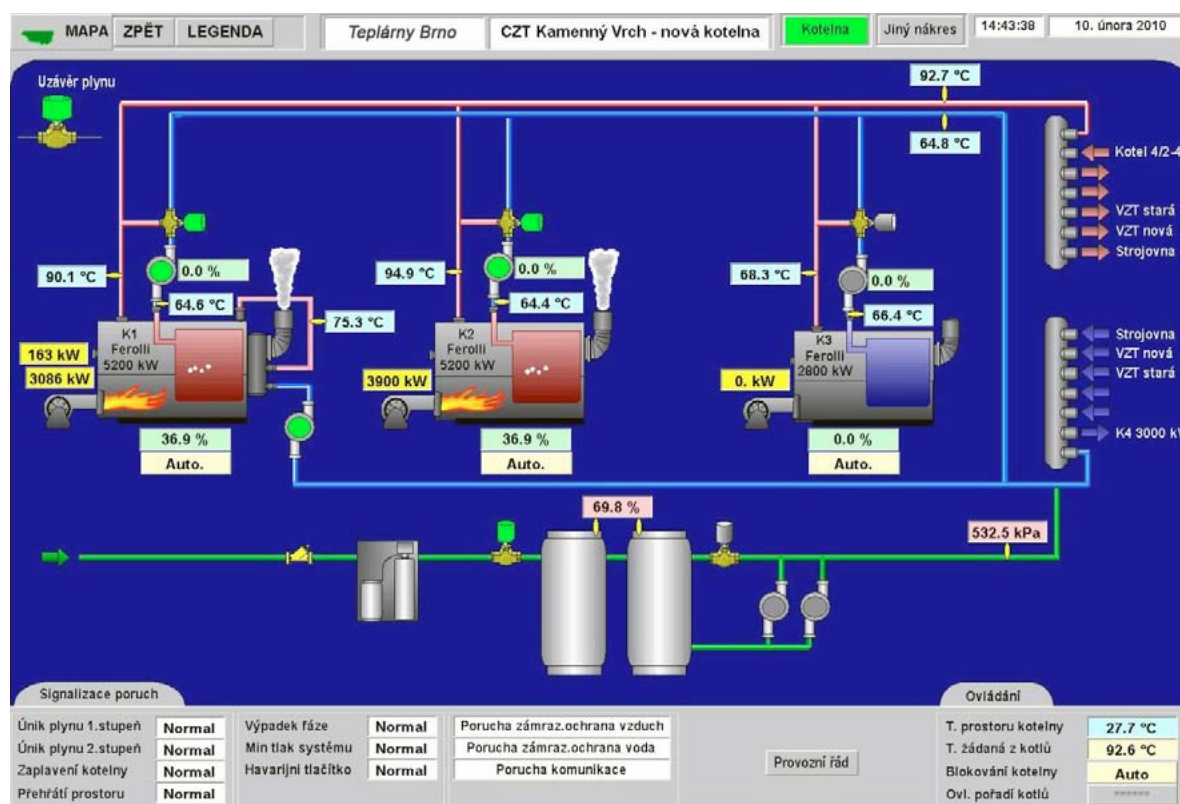 MAPA ZPĚT LEGENDA Teplárny Brno CZT Kamenný Vrch - nová kotelna Kotelna Jiný nákres 14:43:38 10. února 2010
Uzávěr plynu
92.7 °C
64.8 °C
Kotel 4/2-4
VZT stará
VZT nová
Strojovna
90.1 °C
0.0 %
94.9 °C
0.0 %
68.3 °C
0.0 %
64.6 °C
64.4 °C
66.4 °C
75.3 °C
K1
Ferolli
5200 kW
163 kW
3086 kW
K2
Ferolli
5200 kW
3900 kW
K3
Ferolli
2800 kW
0. kW
Strojovna
VZT nová
VZT stará
K4 3000 k
36.9 %
Auto.
36.9 %
Auto.
0.0 %
Auto.
69.8 %
532.5 kPa
Signalizace poruch
Únik plynu 1.stupeň Normal
Únik plynu 2.stupeň Normal
Zaplavení kotelny Normal
Přehřátí prostoru Normal
Výpadek fáze Normal
Min tlak systému Normal
Havarijni tlačítko Normal
Porucha zámraz.ochrana vzduch
Porucha zámraz.ochrana voda
Porucha komunikace
Provozní řád
Ovládání
T. prostoru kotelny 27.7 °C
T. žádaná z kotlů 92.6 °C
Blokování kotelny Auto
Ovl. pořadí kotlů ******